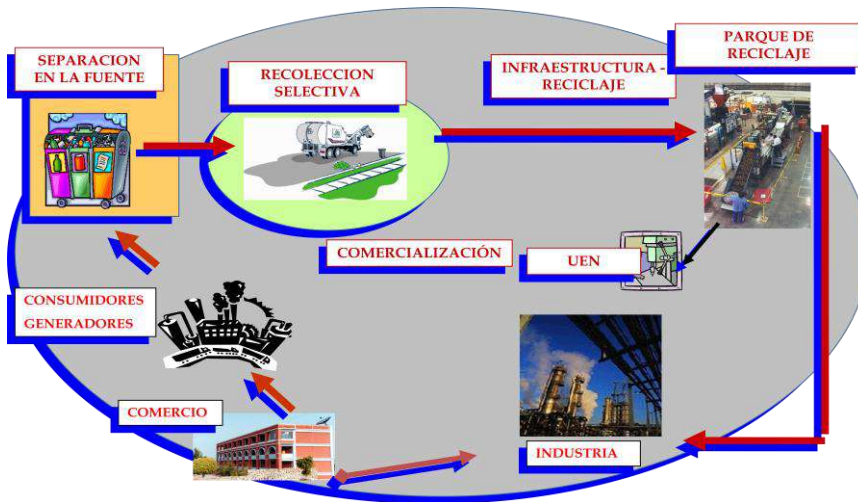 SEPARACION
EN LA FUENTE
RECOLECCION
SELECTIVA
INFRAESTRUCTURA -
RECICLAJE
PARQUE DE
RECICLAJE
COMERCIALIZACIÓN
UEN
CONSUMIDORES
GENERADORES
COMERCIO
INDUSTRIA